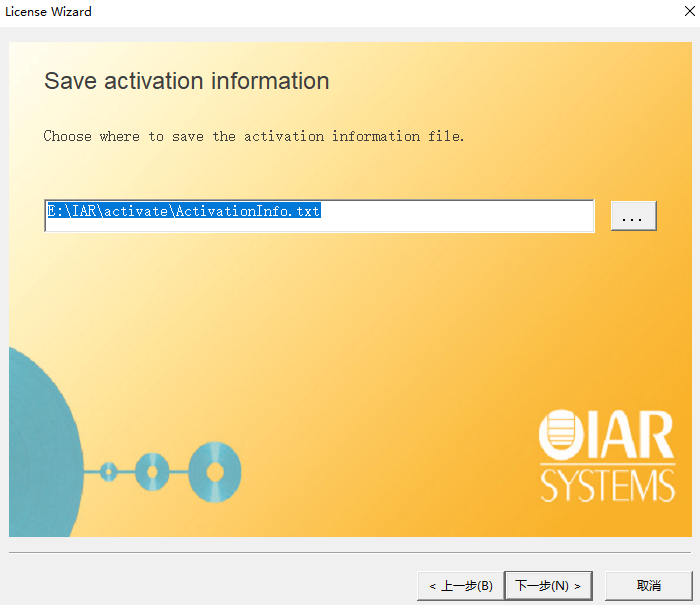 License Wizard
Save activation information
Choose where to save the activation information file.
E:\IAR\activate\ActivationInfo.txt
...
IAR
SYSTEMS
< 上一步(B)
下一步(N) >
取消